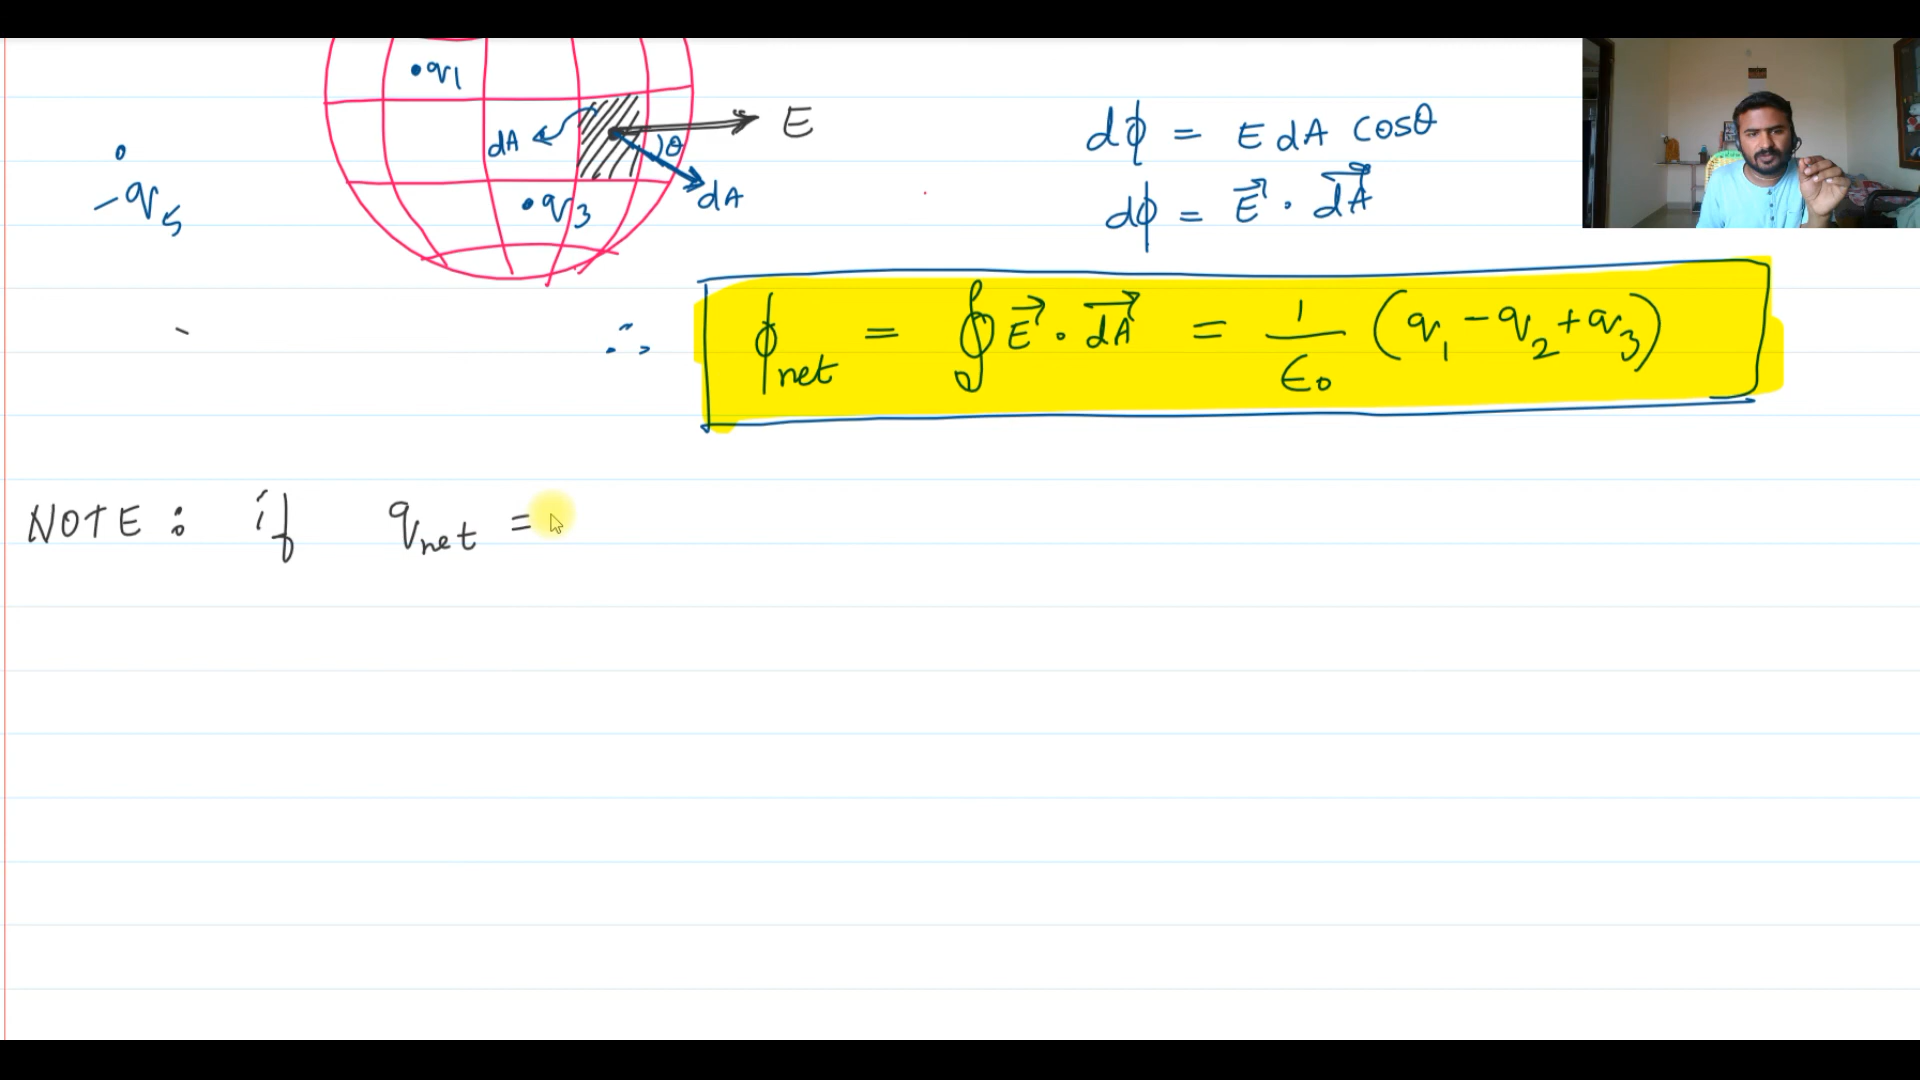 q1
dA
E
θ
dA
-q5
q3
dϕ = E dA cosθ
dϕ = E⃗ · dA⃗
∴ ϕnet = ∮ E⃗ · dA⃗ = 1/ϵ0 (q1 - q2 + q3)
NOTE : if qnet =